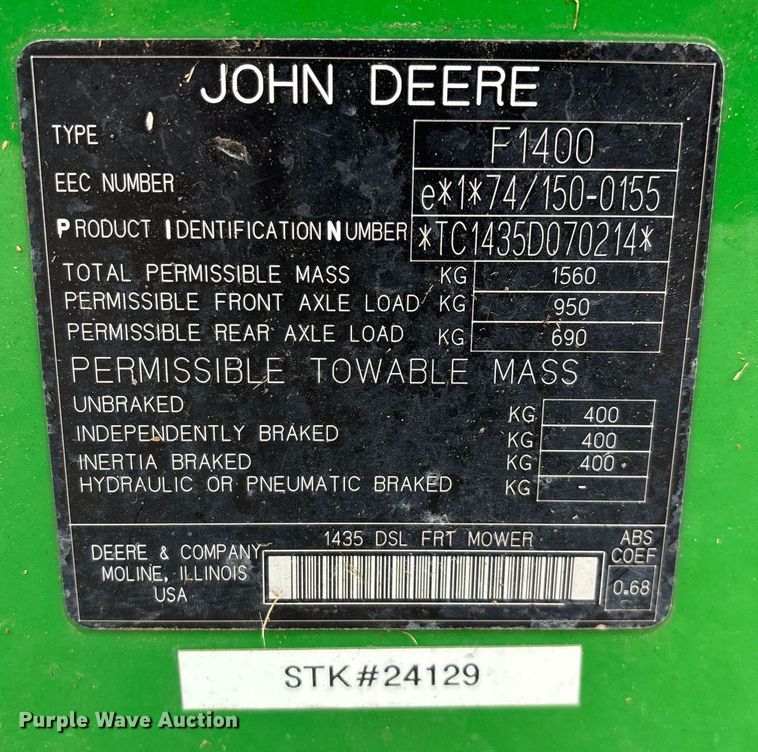 JOHN DEERE
TYPE F1400
EEC NUMBER e*1*74/150-0155
PRODUCT IDENTIFICATION NUMBER *TC1435D070214*
TOTAL PERMISSIBLE MASS KG 1560
PERMISSIBLE FRONT AXLE LOAD KG 950
PERMISSIBLE REAR AXLE LOAD KG 690
PERMISSIBLE TOWABLE MASS
UNBRAKED KG 400
INDEPENDENTLY BRAKED KG 400
INERTIA BRAKED KG 400
HYDRAULIC OR PNEUMATIC BRAKED KG -
1435 DSL FRT MOWER
DEERE & COMPANY
MOLINE, ILLINOIS
USA
ABS
COEF
0.68
STK#24129
Purple Wave Auction